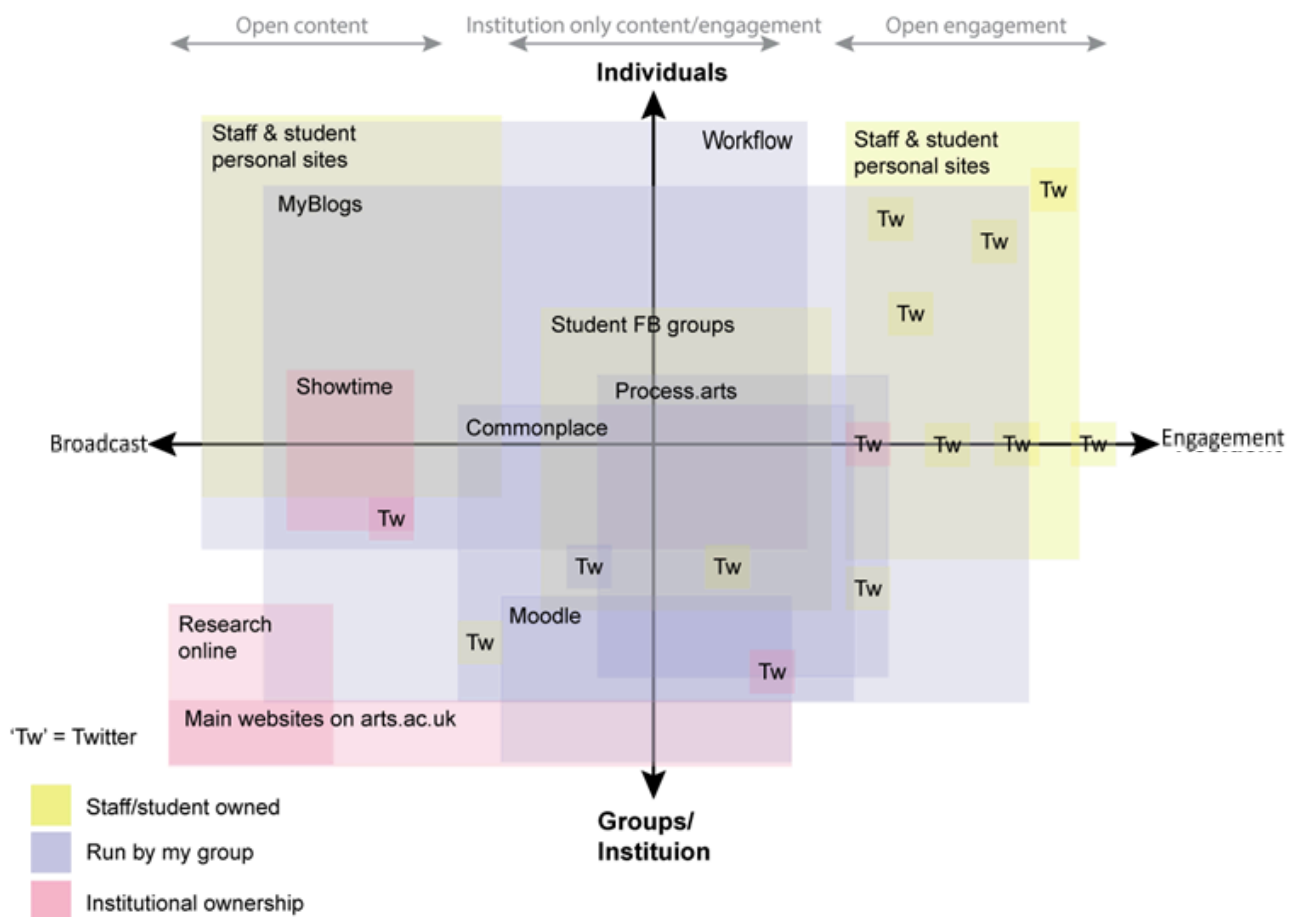 Open content
Institution only content/engagement
Open engagement
Individuals
Staff & student
personal sites
Workflow
Staff & student
personal sites
MyBlogs
Tw
Tw
Tw
Tw
Student FB groups
Showtime
Process.arts
Commonplace
Broadcast
Tw
Tw
Tw
Tw
Engagement
Tw
Tw
Tw
Tw
Moodle
Research
online
Tw
Tw
Main websites on arts.ac.uk
'Tw' = Twitter
Staff/student owned
Groups/
Instituion
Run by my group
Institutional ownership